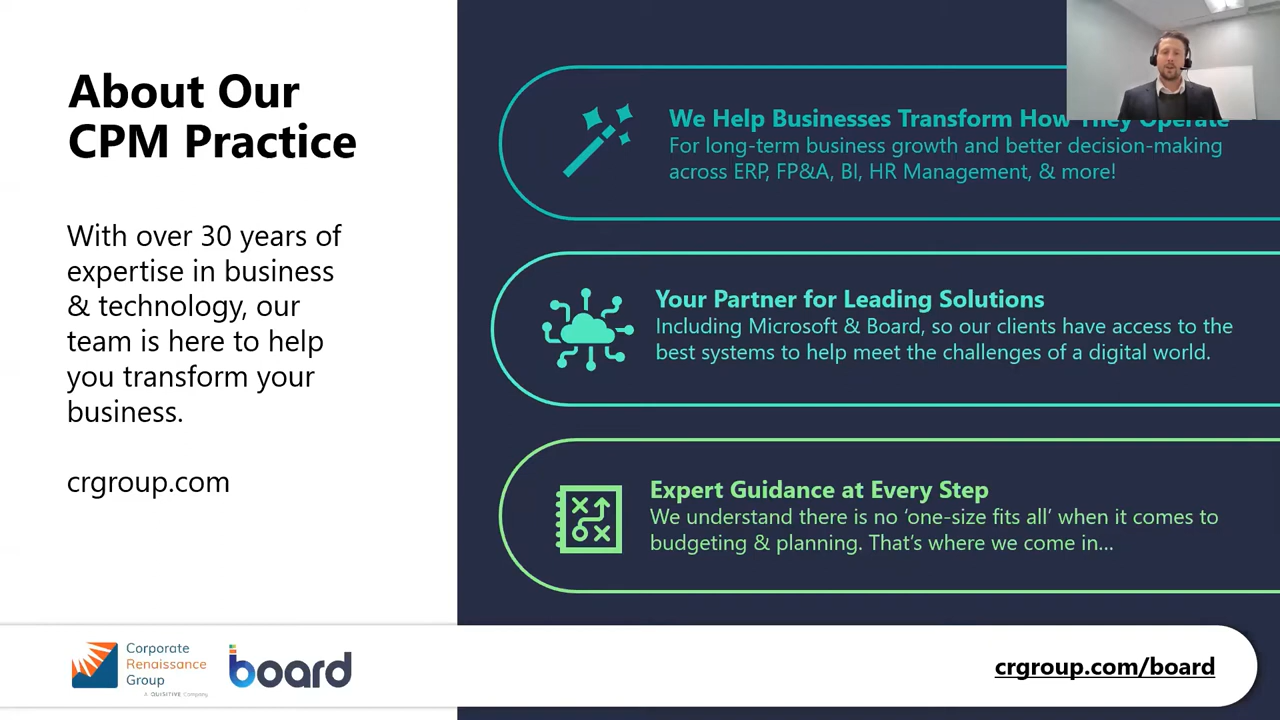 About Our
CPM Practice
With over 30 years of
expertise in business
& technology, our
team is here to help
you transform your
business.
crgroup.com
We Help Businesses Transform How They Operate
For long-term business growth and better decision-making
across ERP, FP&A, BI, HR Management, & more!
Your Partner for Leading Solutions
Including Microsoft & Board, so our clients have access to the
best systems to help meet the challenges of a digital world.
Expert Guidance at Every Step
We understand there is no ‘one-size fits all’ when it comes to
budgeting & planning. That’s where we come in...
Corporate
Renaissance
Group
A QUISITIVE Company
board
crgroup.com/board